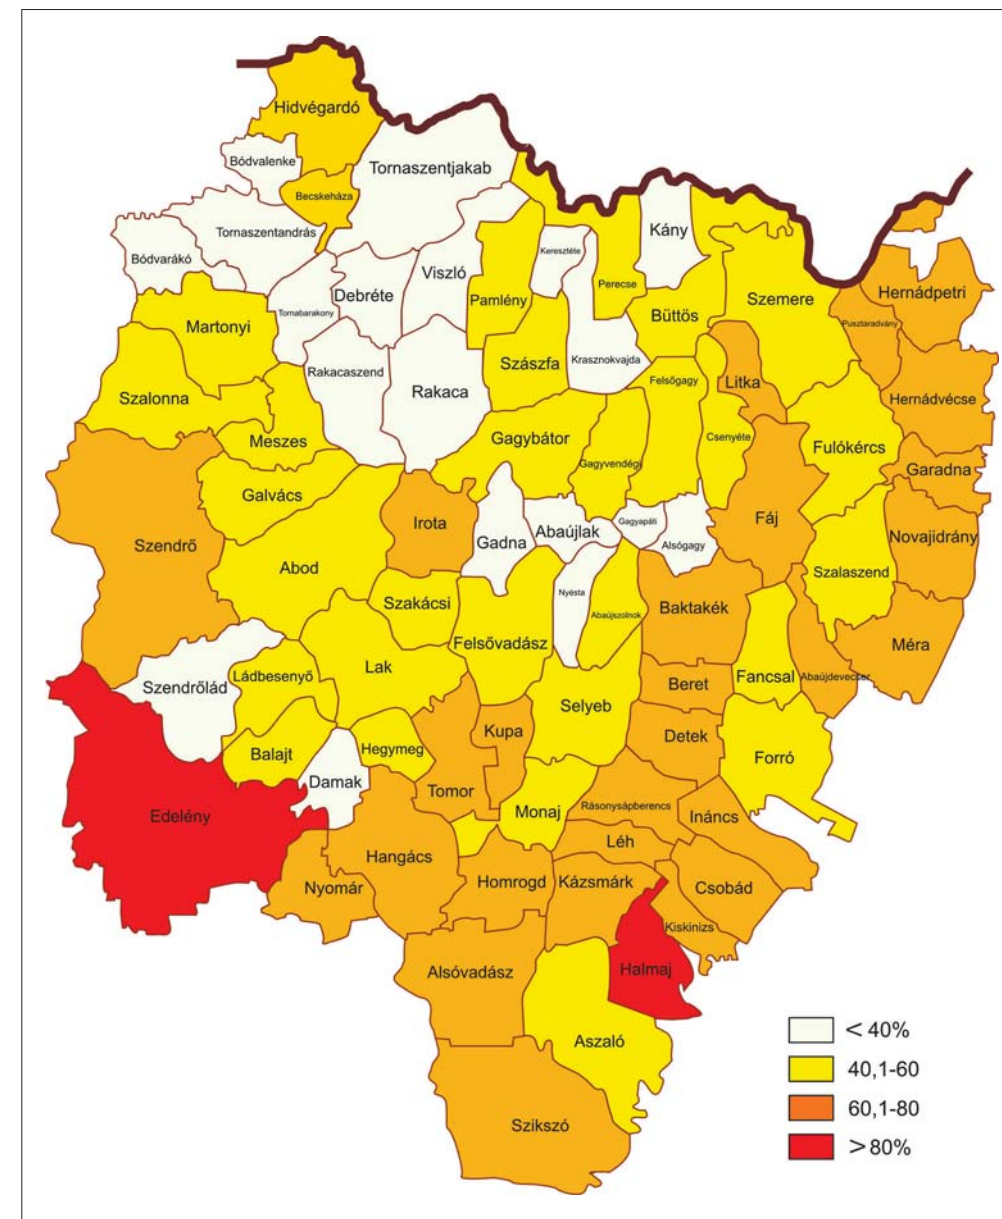 Hidvégardó
Bódvalenke
Tornaszentjakab
Becskeháza
Tornaszentandrás
Kány
Keresztéte
Bódvarákó
Viszló
Hernádpetri
Debréte
Perecse
Pamlény
Szemere
Tornabarakony
Büttös
Pusztaradvány
Martonyi
Szászfa
Krasznokvajda
Rakacaszend
Felsőgagy
Litka
Rakaca
Szalonna
Hernádvécse
Meszes
Gagybátor
Csenyéte
Fulókércs
Gagyvendégi
Garadna
Galvács
Irota
Fáj
Gagyapáti
Abaújlak
Novajidrány
Szendrő
Gadna
Alsógagy
Abod
Szalaszend
Nyésta
Szakácsi
Baktakék
Abaújszolnok
Felsővadász
Méra
Lak
Ládbesenyő
Abaújdevecser
Szendrőlád
Beret
Fancsal
Selyeb
Kupa
Detek
Hegymeg
Balajt
Forró
Damak
Tomor
Rásonysápberencs
Monaj
Edelény
Ináncs
Léh
Hangács
Homrogd
Kázsmárk
Csobád
Nyomár
Kiskinizs
Halmaj
Alsóvadász
Aszaló
Szikszó
< 40%
40,1-60
60,1-80
> 80%